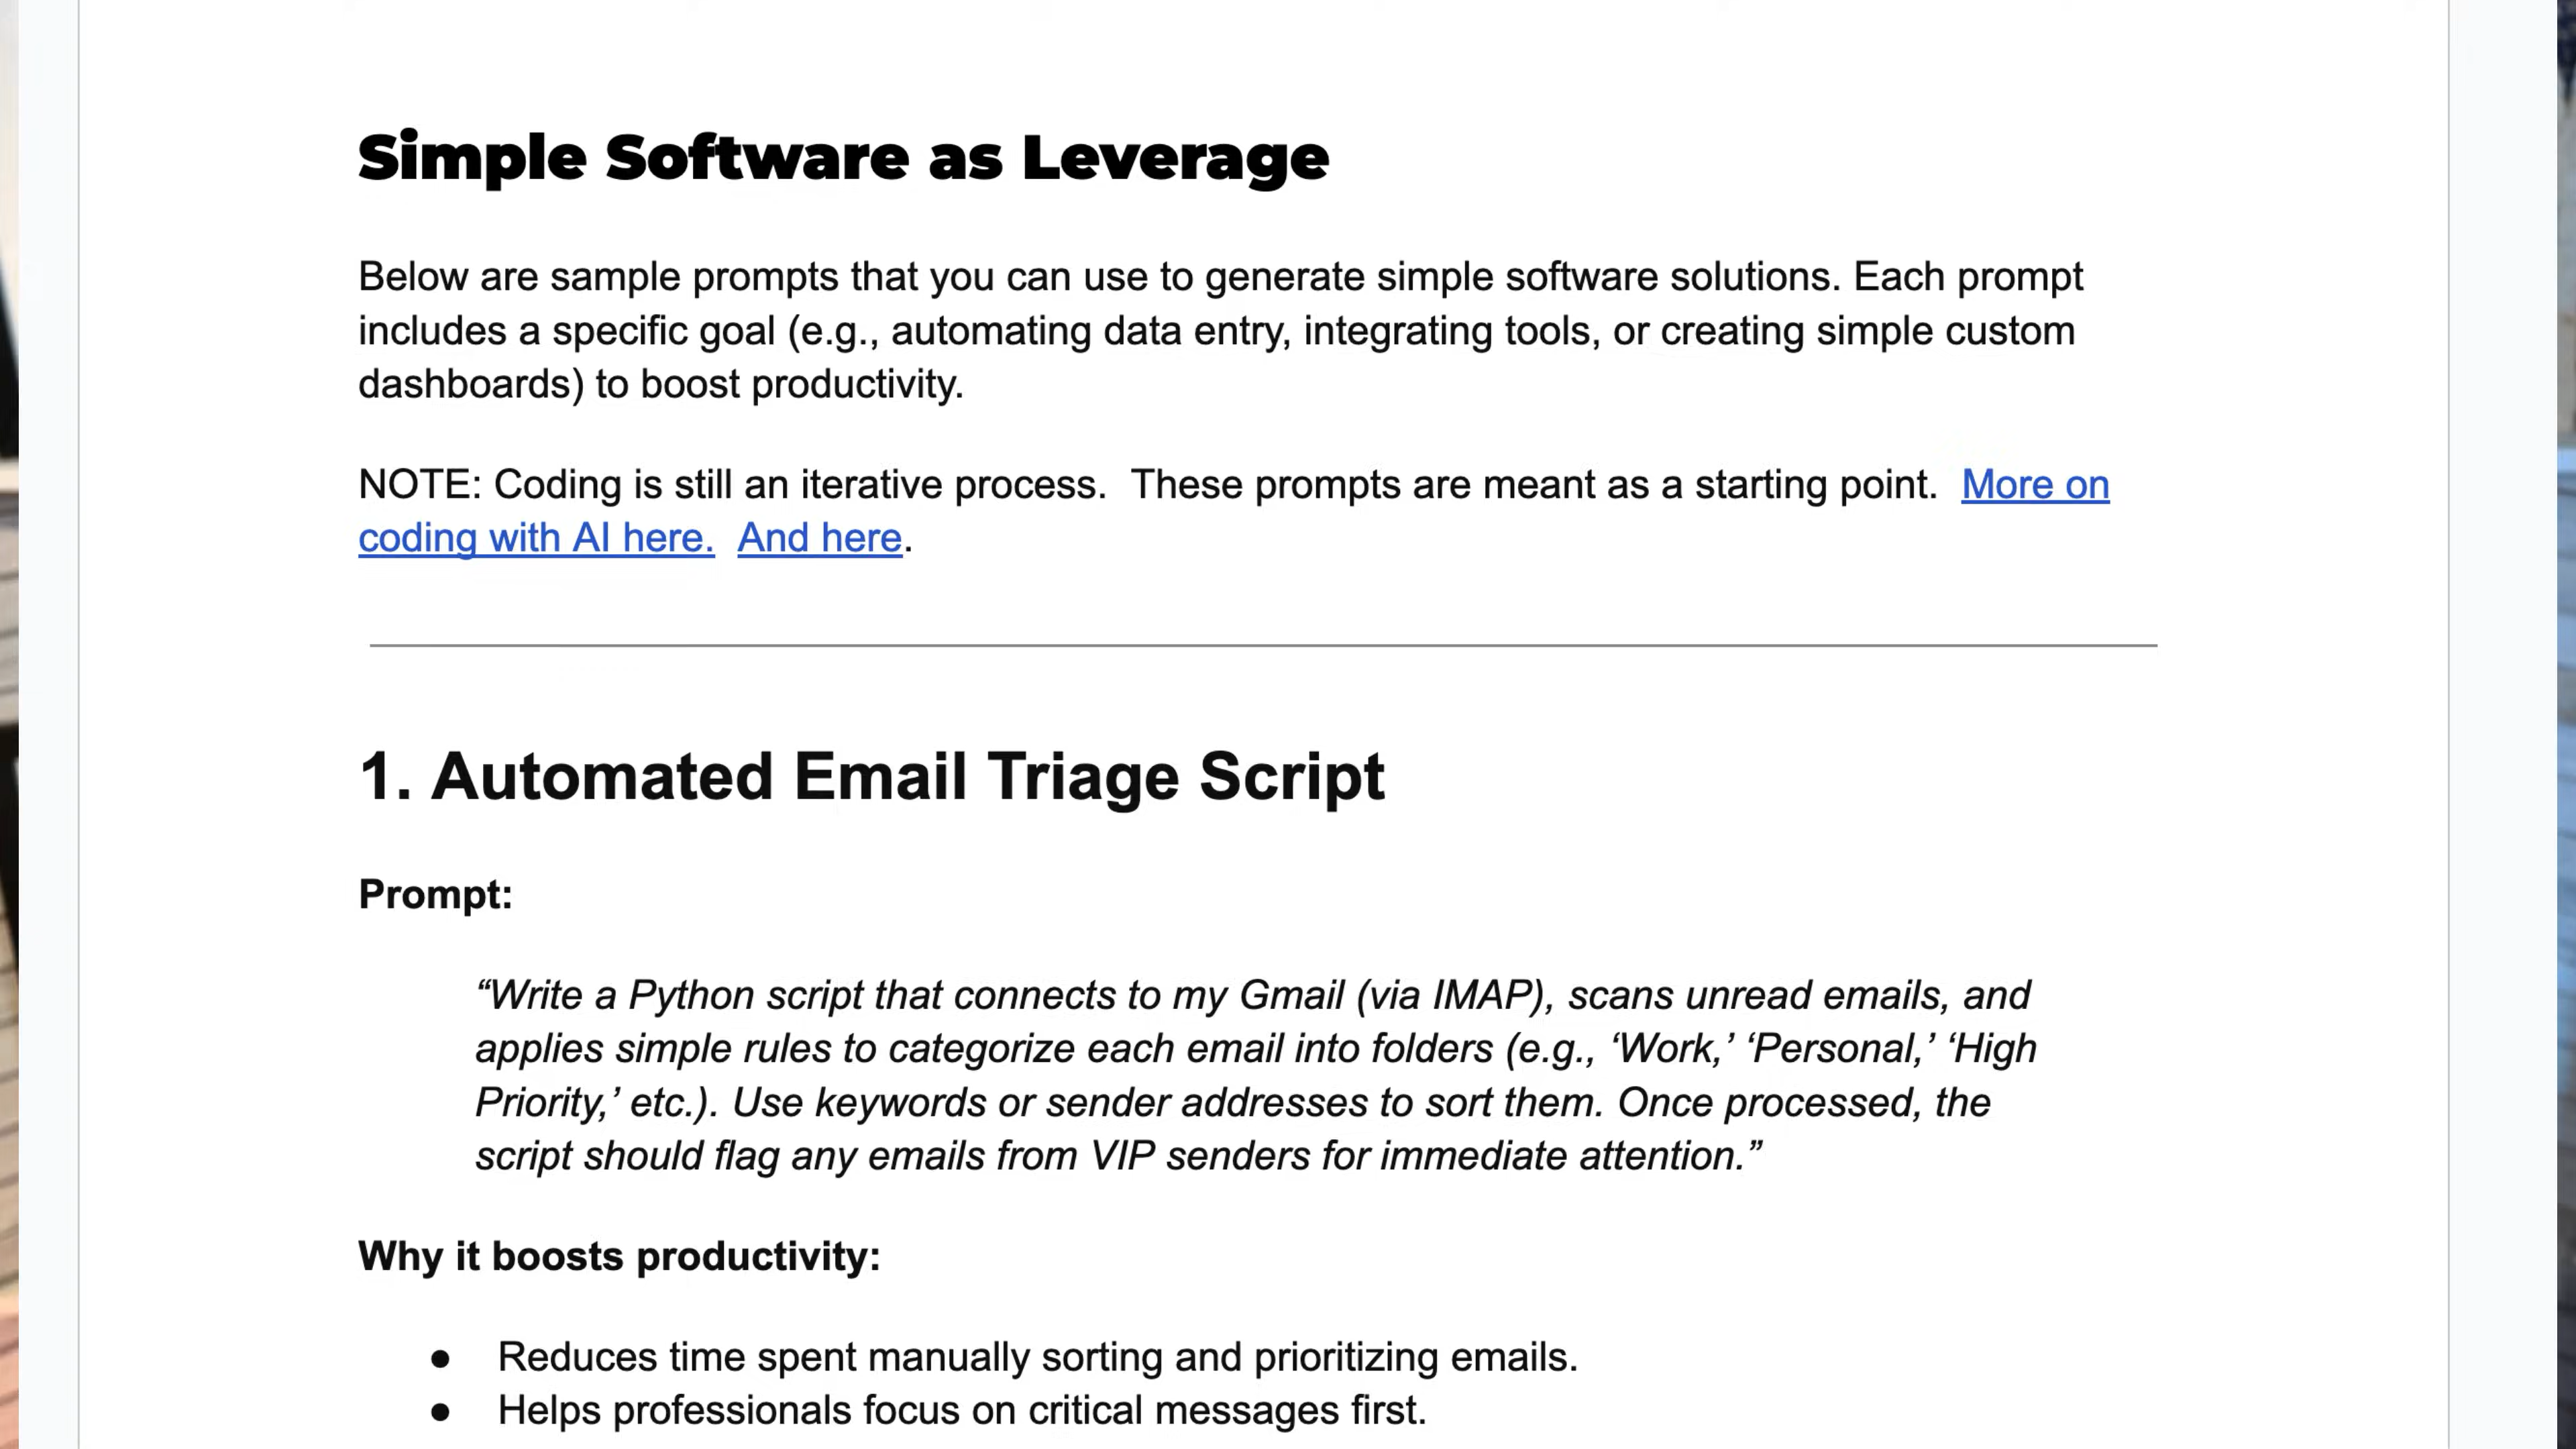 Simple Software as Leverage
Below are sample prompts that you can use to generate simple software solutions. Each prompt
includes a specific goal (e.g., automating data entry, integrating tools, or creating simple custom
dashboards) to boost productivity.
NOTE: Coding is still an iterative process.  These prompts are meant as a starting point.  More on
coding with AI here.  And here.
1. Automated Email Triage Script
Prompt:
“Write a Python script that connects to my Gmail (via IMAP), scans unread emails, and
applies simple rules to categorize each email into folders (e.g., ‘Work,’ ‘Personal,’ ‘High
Priority,’ etc.). Use keywords or sender addresses to sort them. Once processed, the
script should flag any emails from VIP senders for immediate attention.”
Why it boosts productivity:
● Reduces time spent manually sorting and prioritizing emails.
● Helps professionals focus on critical messages first.